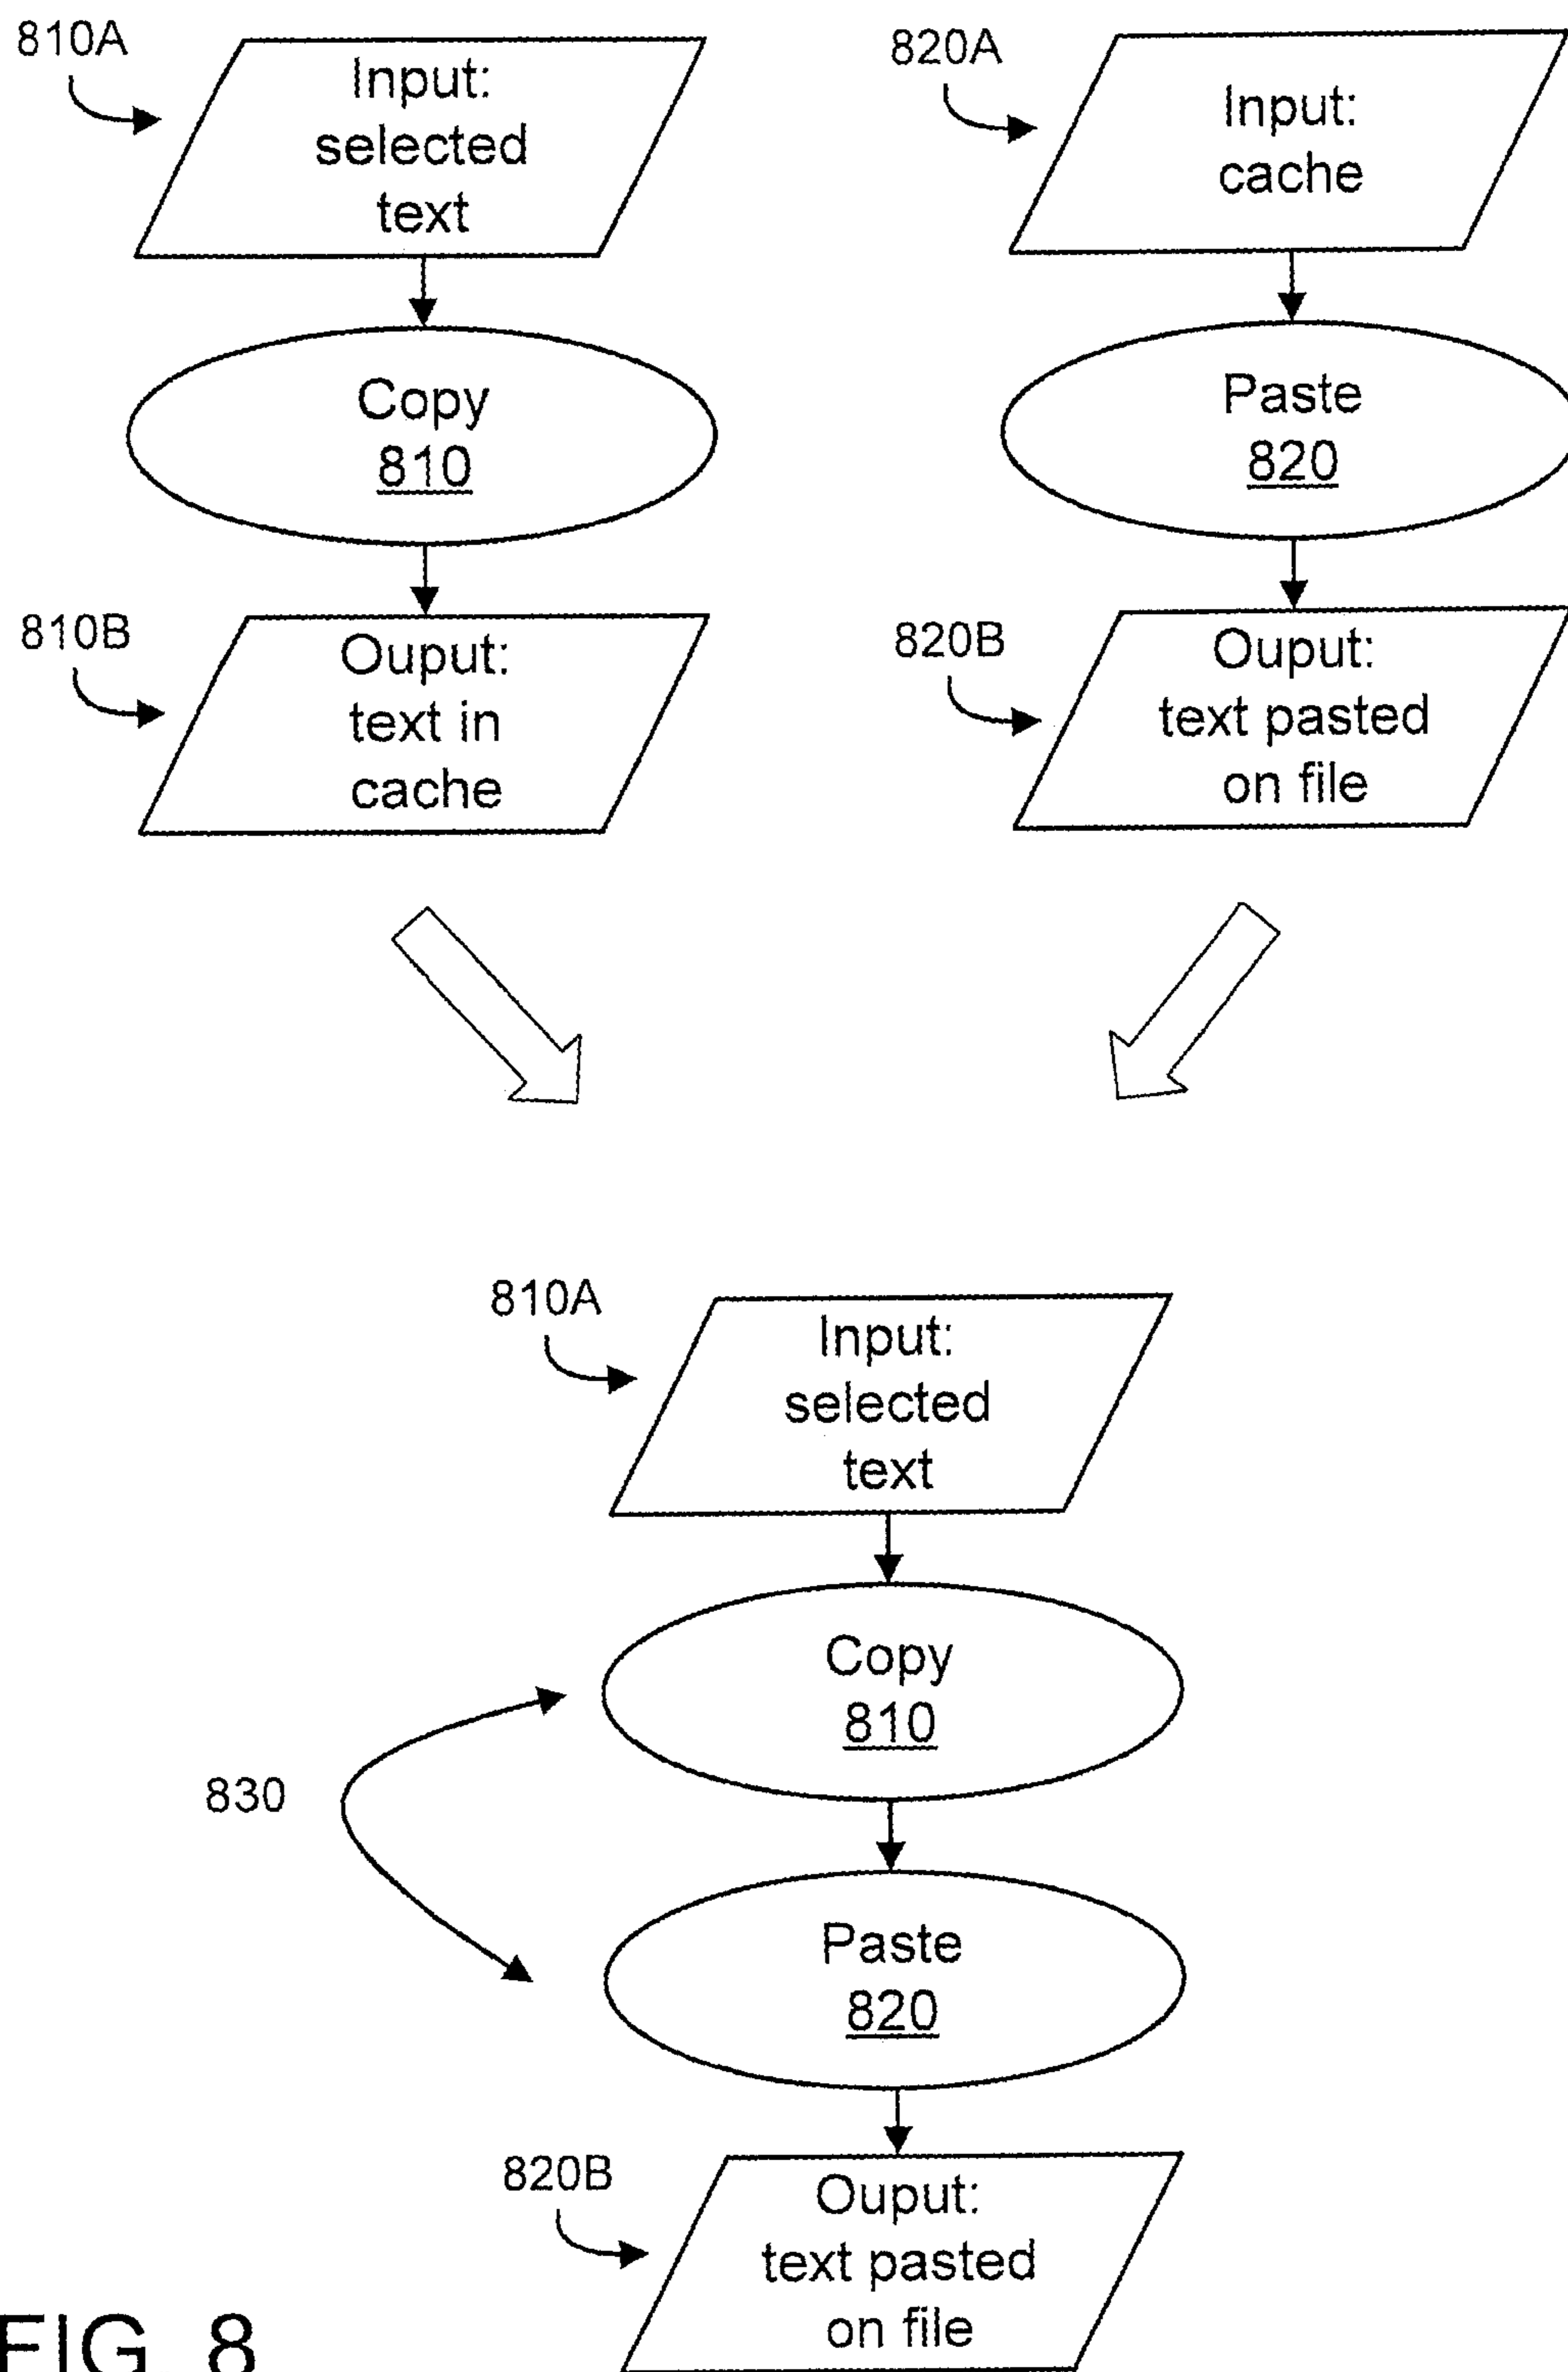 810A
Input:
selected
text
Copy
810
810B
Ouput:
text in
cache
820A
Input:
cache
Paste
820
820B
Ouput:
text pasted
on file
810A
Input:
selected
text
Copy
810
830
Paste
820
820B
Ouput:
text pasted
on file
FIG. 8